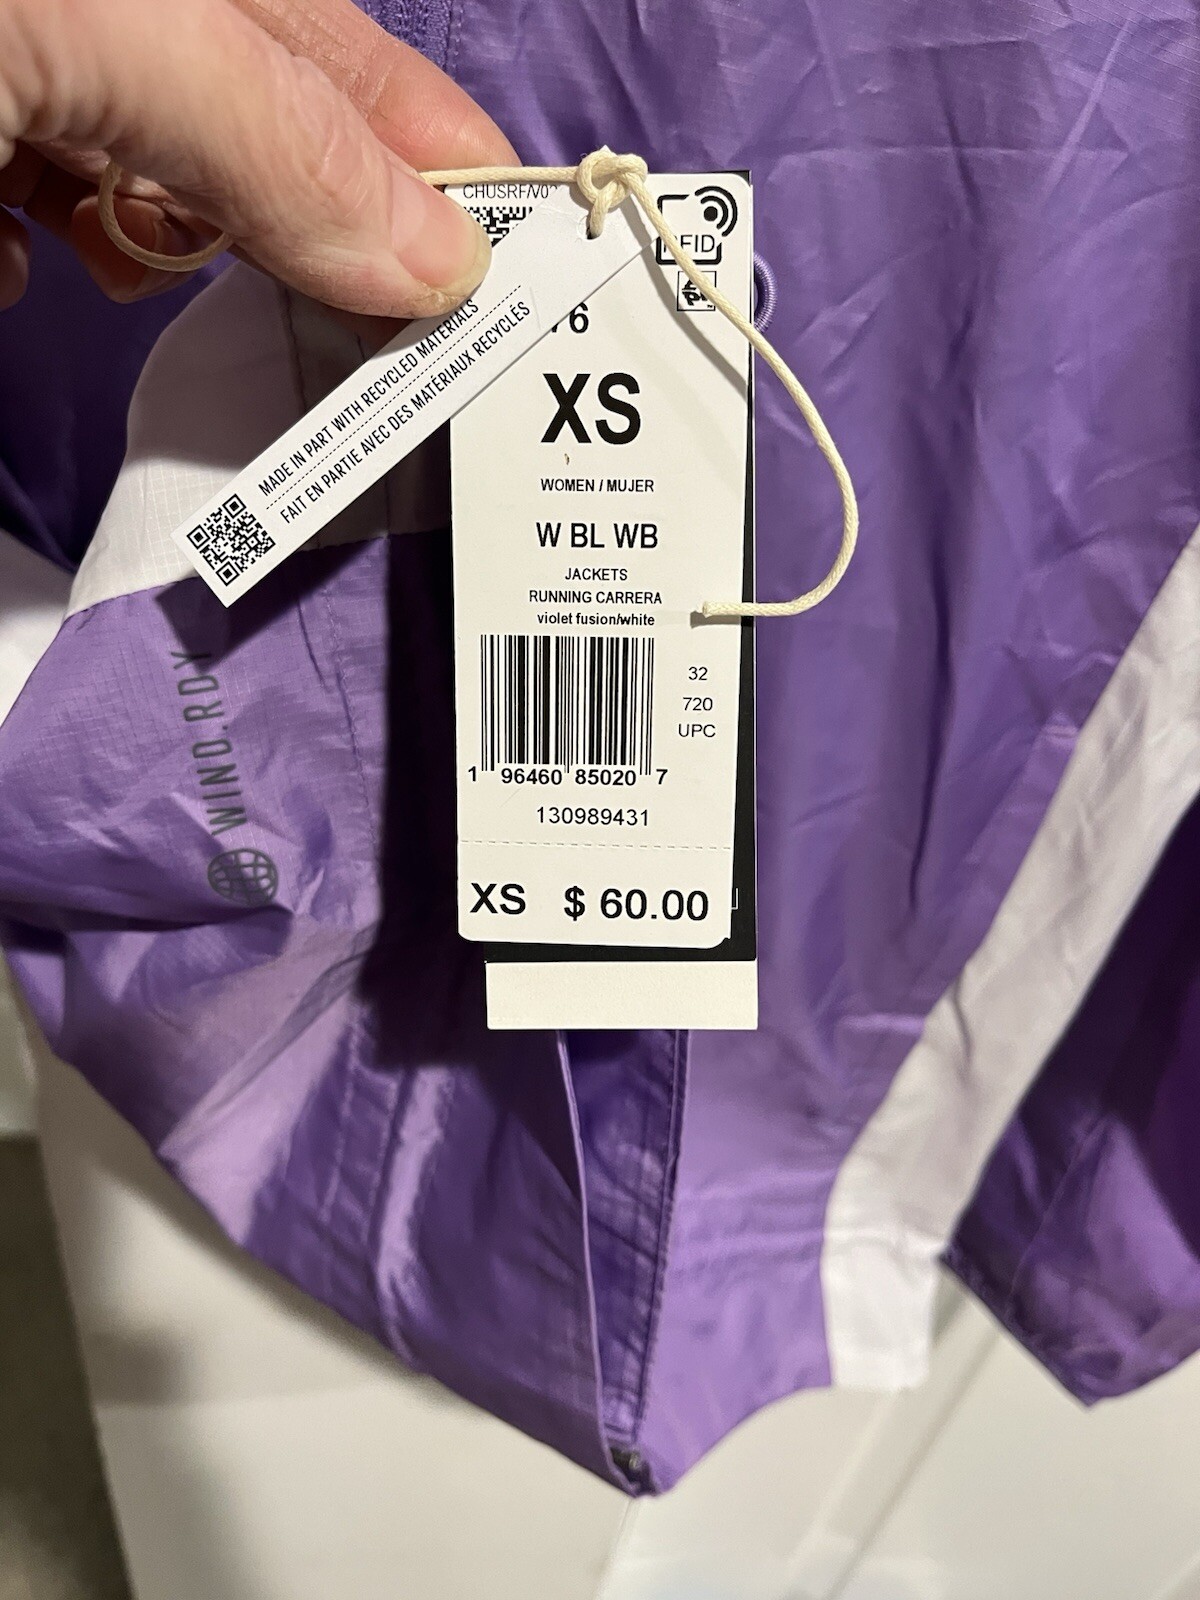 CHUSRF/V0
RFID
76
XS
WOMEN / MUJER
W BL WB
JACKETS
RUNNING CARRERA
violet fusion/white
32
720
UPC
1 96460 85020 7
130989431
XS $ 60.00
MADE IN PART WITH RECYCLED MATERIALS
FAIT EN PARTIE AVEC DES MATÉRIAUX RECYCLÉS
WIND.RDY